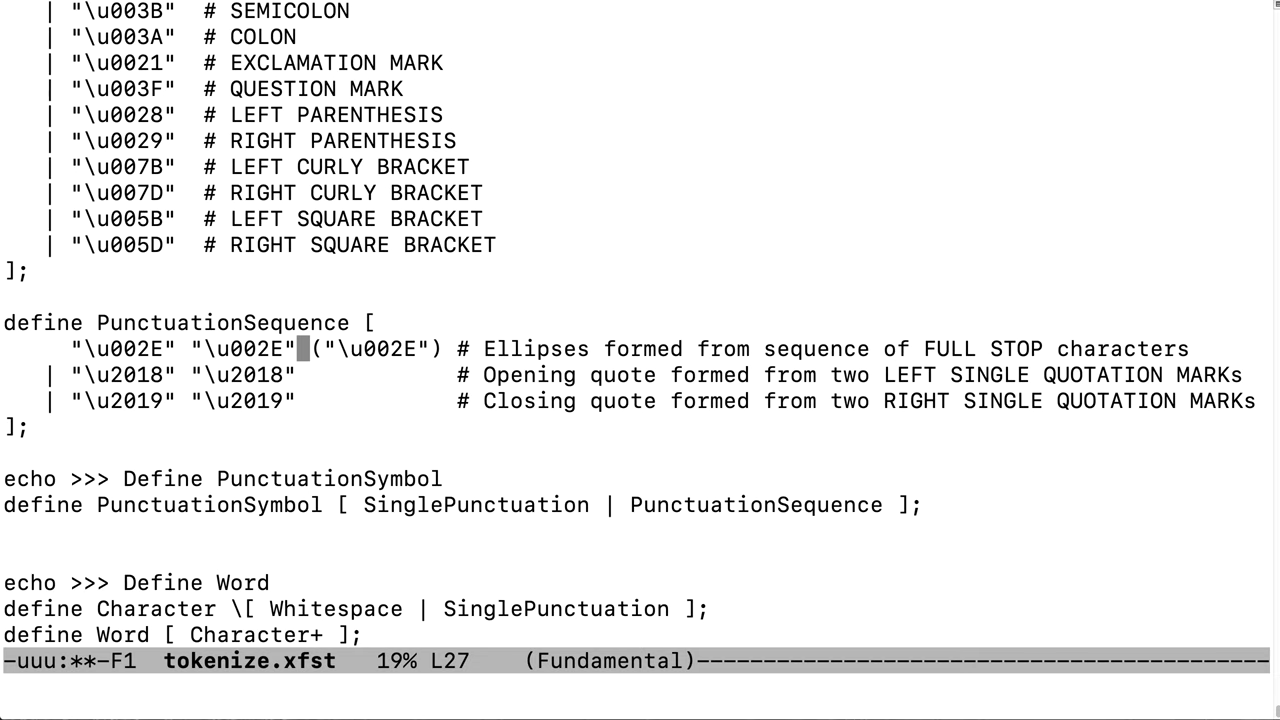 | "\u003B"  # SEMICOLON
| "\u003A"  # COLON
| "\u0021"  # EXCLAMATION MARK
| "\u003F"  # QUESTION MARK
| "\u0028"  # LEFT PARENTHESIS
| "\u0029"  # RIGHT PARENTHESIS
| "\u007B"  # LEFT CURLY BRACKET
| "\u007D"  # RIGHT CURLY BRACKET
| "\u005B"  # LEFT SQUARE BRACKET
| "\u005D"  # RIGHT SQUARE BRACKET
];
define PunctuationSequence [
"\u002E" "\u002E" ("\u002E") # Ellipses formed from sequence of FULL STOP characters
| "\u2018" "\u2018"            # Opening quote formed from two LEFT SINGLE QUOTATION MARKs
| "\u2019" "\u2019"            # Closing quote formed from two RIGHT SINGLE QUOTATION MARKs
];
echo >>> Define PunctuationSymbol
define PunctuationSymbol [ SinglePunctuation | PunctuationSequence ];
echo >>> Define Word
define Character \[ Whitespace | SinglePunctuation ];
define Word [ Character+ ];
-uuu:**-F1  tokenize.xfst   19% L27    (Fundamental)-------------------------------------------